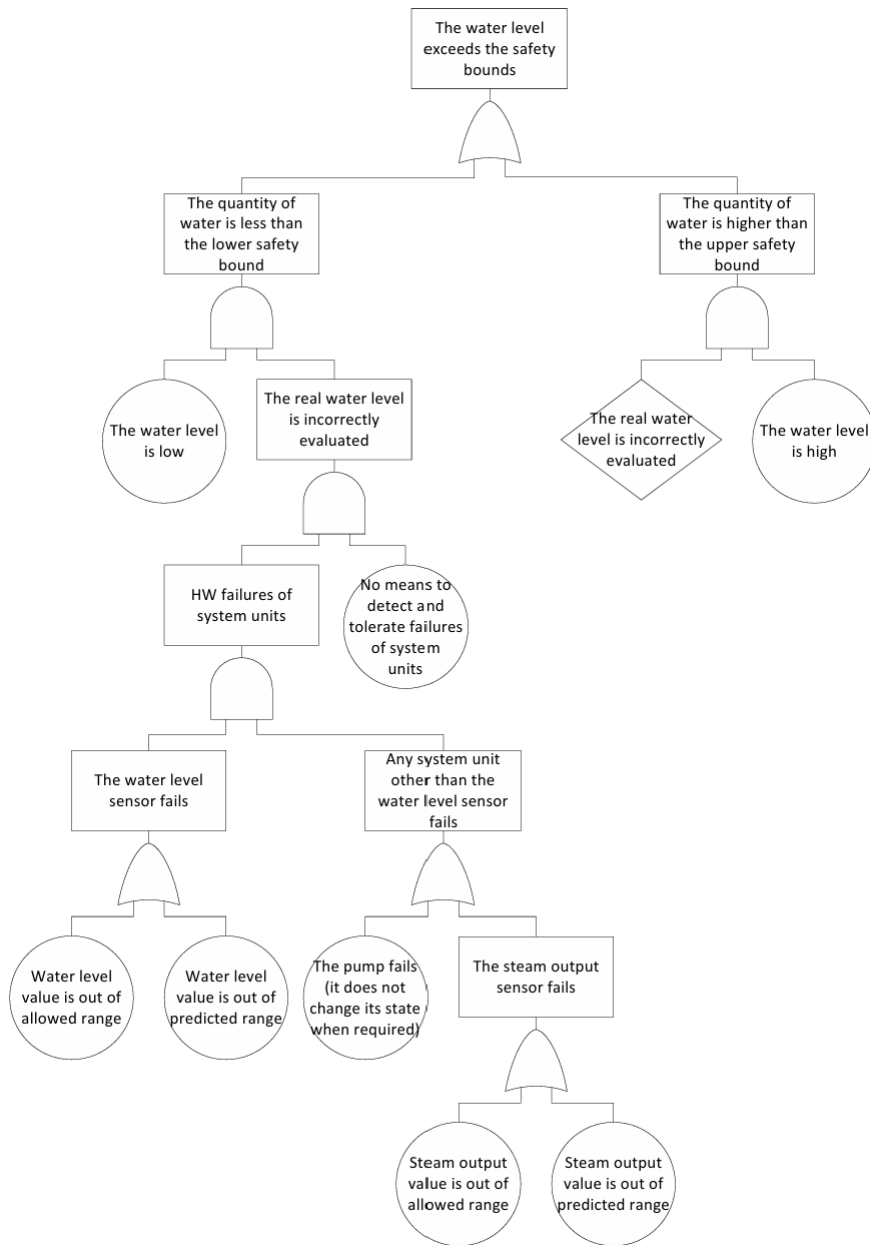 The water level
exceeds the safety
bounds
The quantity of
water is less than
the lower safety
bound
The quantity of
water is higher than
the upper safety
bound
The water level
is low
The real water level
is incorrectly
evaluated
The real water
level is incorrectly
evaluated
The water level
is high
HW failures of
system units
No means to
detect and
tolerate failures
of system
units
The water level
sensor fails
Any system unit
other than the
water level sensor
fails
Water level
value is out of
allowed range
Water level
value is out of
predicted range
The pump fails
(it does not
change its state
when required)
The steam output
sensor fails
Steam output
value is out of
allowed range
Steam output
value is out of
predicted range